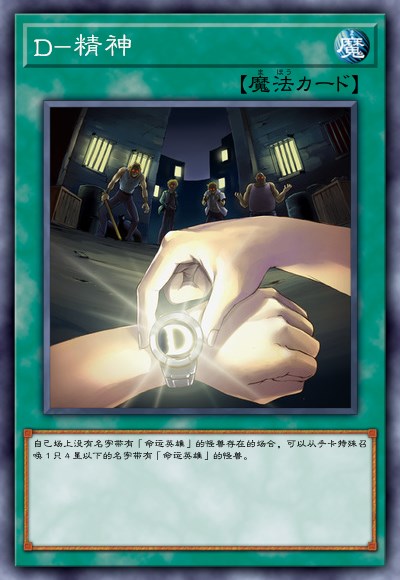 D-精神
魔
【魔法カード】
ま ほう
D
自己场上没有名字带有「命运英雄」的怪兽存在的场合，可以从手卡特殊召
唤1只4星以下的名字带有「命运英雄」的怪兽。